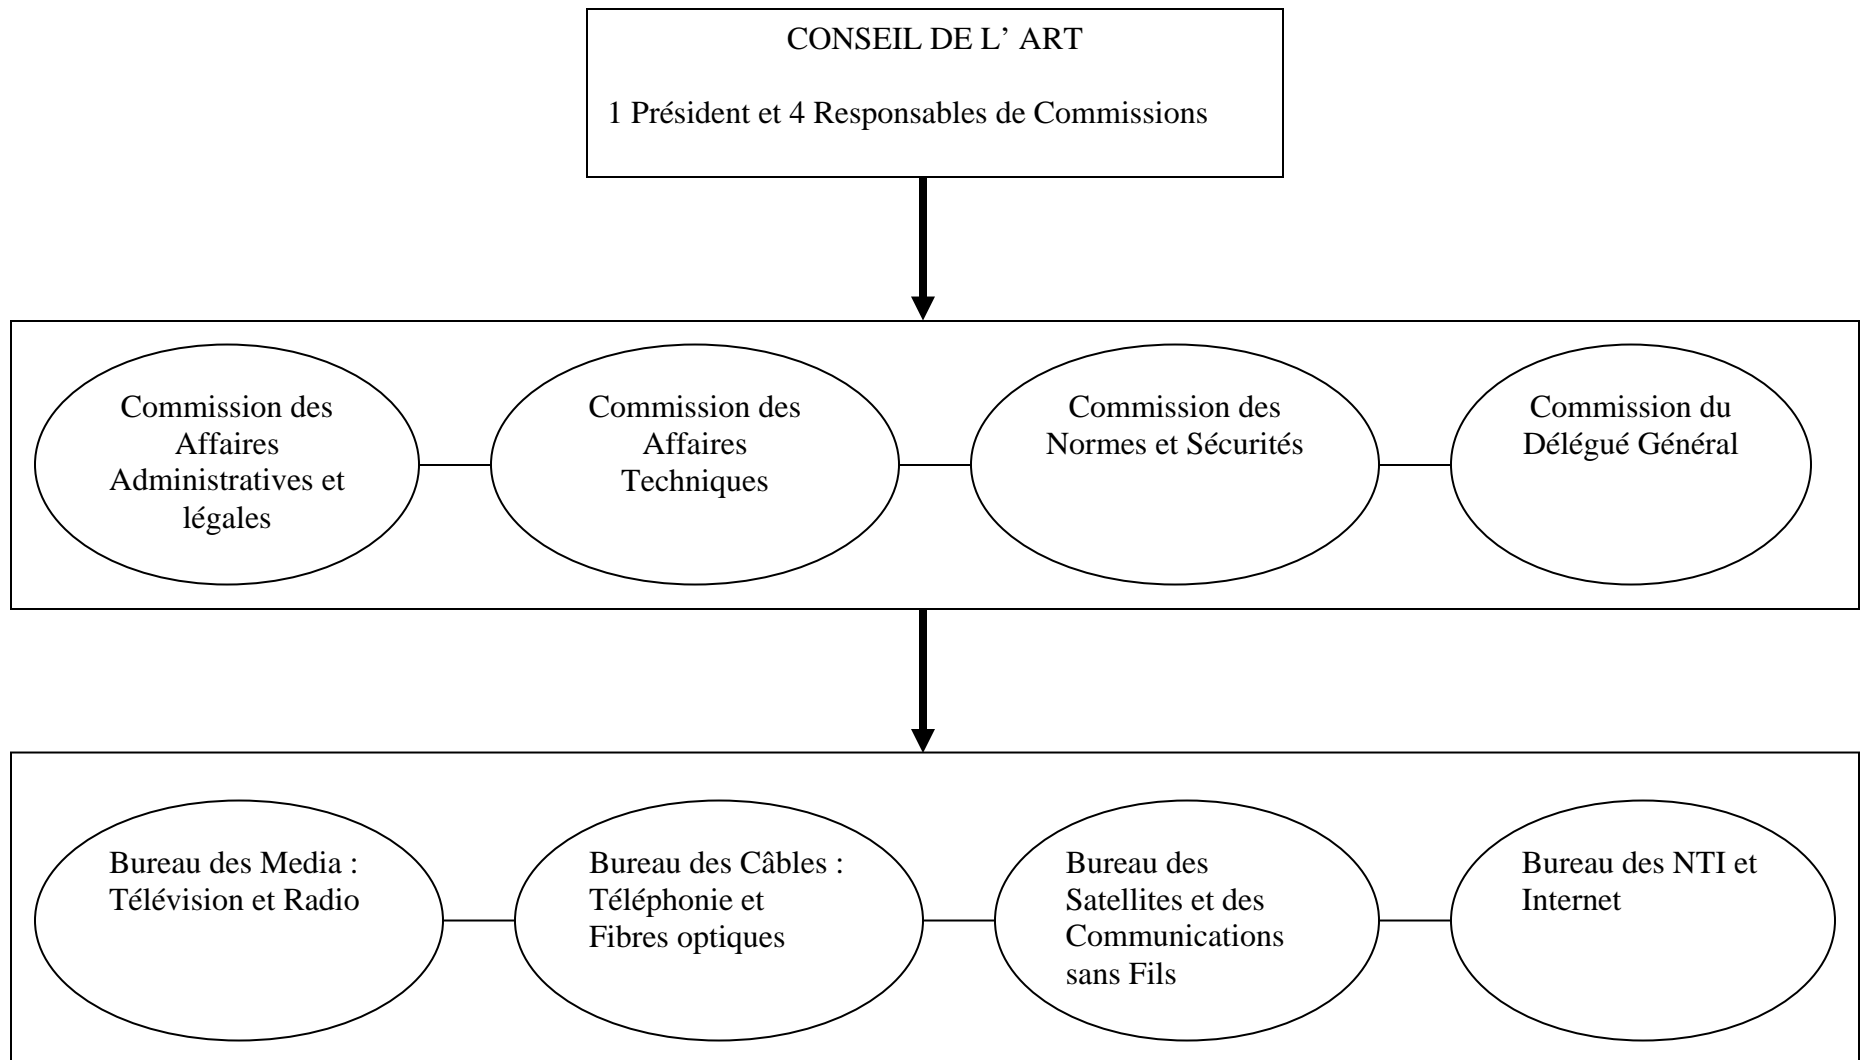 CONSEIL DE L’ ART
1 Président et 4 Responsables de Commissions
Commission des
Affaires
Administratives et
légales
Commission des
Affaires
Techniques
Commission des
Normes et Sécurités
Commission du
Délégué Général
Bureau des Media :
Télévision et Radio
Bureau des Câbles :
Téléphonie et
Fibres optiques
Bureau des
Satellites et des
Communications
sans Fils
Bureau des NTI et
Internet